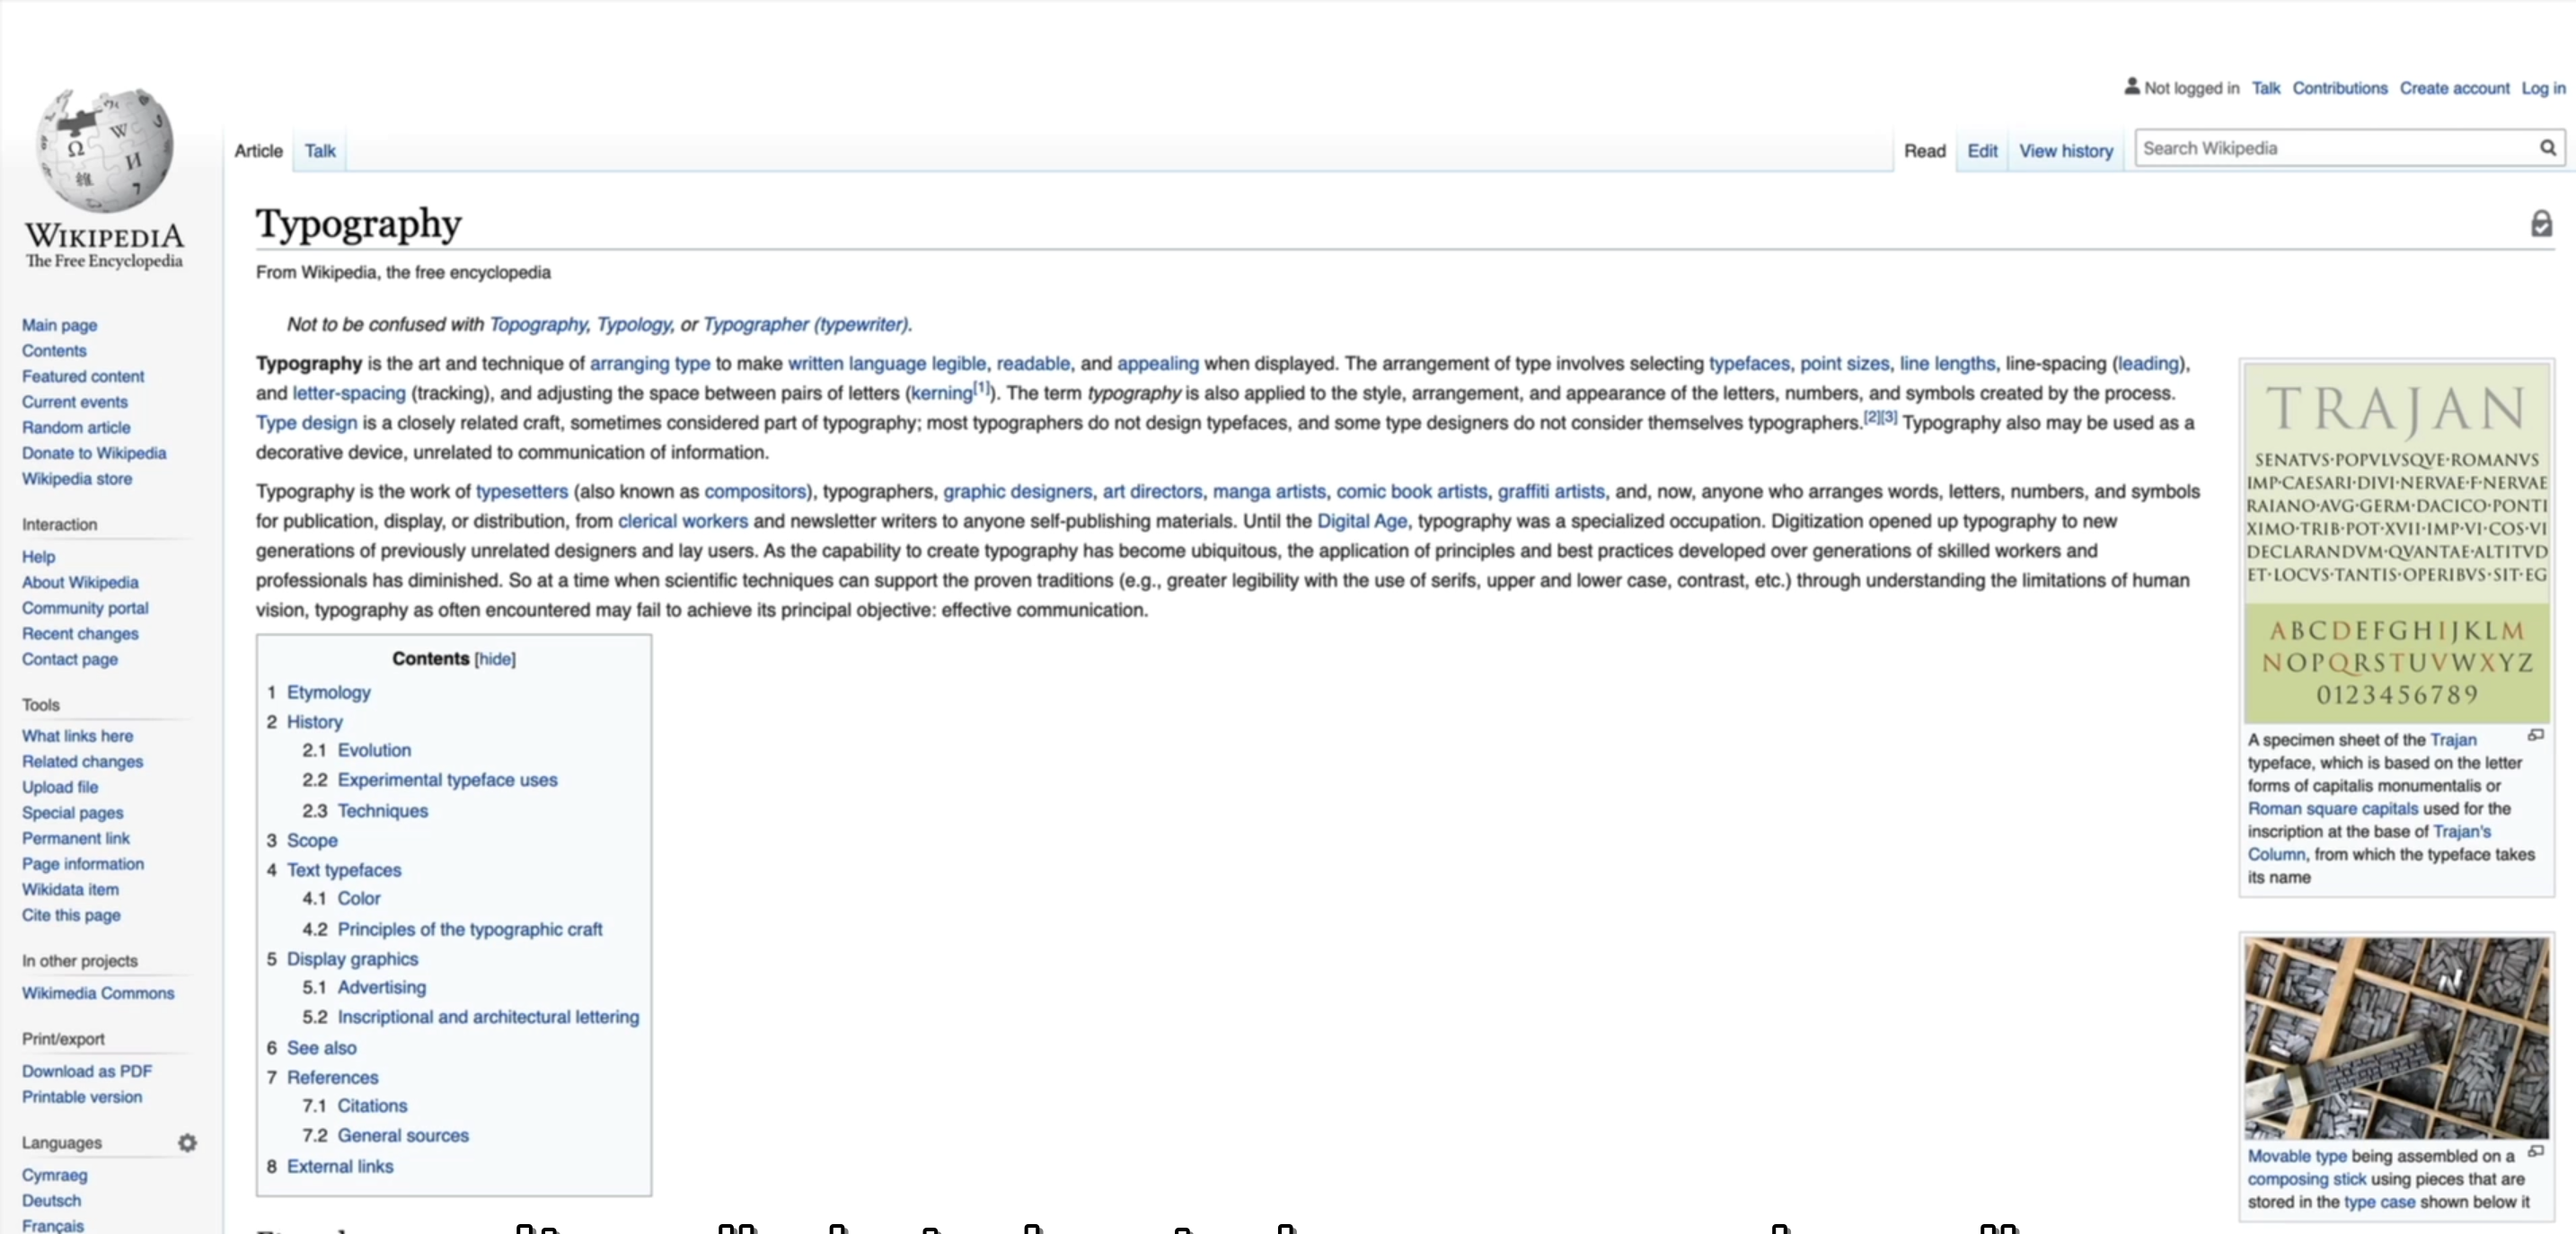 Not logged in Talk Contributions Create account Log in
Article Talk Read Edit View history Search Wikipedia
WIKIPEDIA
The Free Encyclopedia
Main page
Contents
Featured content
Current events
Random article
Donate to Wikipedia
Wikipedia store
Interaction
Help
About Wikipedia
Community portal
Recent changes
Contact page
Tools
What links here
Related changes
Upload file
Special pages
Permanent link
Page information
Wikidata item
Cite this page
In other projects
Wikimedia Commons
Print/export
Download as PDF
Printable version
Languages
Cymraeg
Deutsch
Français
Typography
From Wikipedia, the free encyclopedia
Not to be confused with Topography, Typology, or Typographer (typewriter).
Typography is the art and technique of arranging type to make written language legible, readable, and appealing when displayed. The arrangement of type involves selecting typefaces, point sizes, line lengths, line-spacing (leading),
and letter-spacing (tracking), and adjusting the space between pairs of letters (kerning[1]). The term typography is also applied to the style, arrangement, and appearance of the letters, numbers, and symbols created by the process.
Type design is a closely related craft, sometimes considered part of typography; most typographers do not design typefaces, and some type designers do not consider themselves typographers.[2][3] Typography also may be used as a
decorative device, unrelated to communication of information.
Typography is the work of typesetters (also known as compositors), typographers, graphic designers, art directors, manga artists, comic book artists, graffiti artists, and, now, anyone who arranges words, letters, numbers, and symbols
for publication, display, or distribution, from clerical workers and newsletter writers to anyone self-publishing materials. Until the Digital Age, typography was a specialized occupation. Digitization opened up typography to new
generations of previously unrelated designers and lay users. As the capability to create typography has become ubiquitous, the application of principles and best practices developed over generations of skilled workers and
professionals has diminished. So at a time when scientific techniques can support the proven traditions (e.g., greater legibility with the use of serifs, upper and lower case, contrast, etc.) through understanding the limitations of human
vision, typography as often encountered may fail to achieve its principal objective: effective communication.
Contents [hide]
1 Etymology
2 History
2.1 Evolution
2.2 Experimental typeface uses
2.3 Techniques
3 Scope
4 Text typefaces
4.1 Color
4.2 Principles of the typographic craft
5 Display graphics
5.1 Advertising
5.2 Inscriptional and architectural lettering
6 See also
7 References
7.1 Citations
7.2 General sources
8 External links
TRAJAN
SENATVS·POPVLVSQVE·ROMANVS
IMP·CAESARI·DIVI·NERVAE·F·NERVAE
RAIANO·AVG·GERM·DACICO·PONTI
XIMO·TRIB·POT·XVII·IMP·VI·COS·VI
DECLARANDVM·QVANTAE·ALTITVD
ET·LOCVS·TANTIS·OPERIBVS·SIT·EG
ABCDEFGHIJKLM
NOPQRSTUVWXYZ
0123456789
A specimen sheet of the Trajan
typeface, which is based on the letter
forms of capitalis monumentalis or
Roman square capitals used for the
inscription at the base of Trajan's
Column, from which the typeface takes
its name
Movable type being assembled on a
composing stick using pieces that are
stored in the type case shown below it